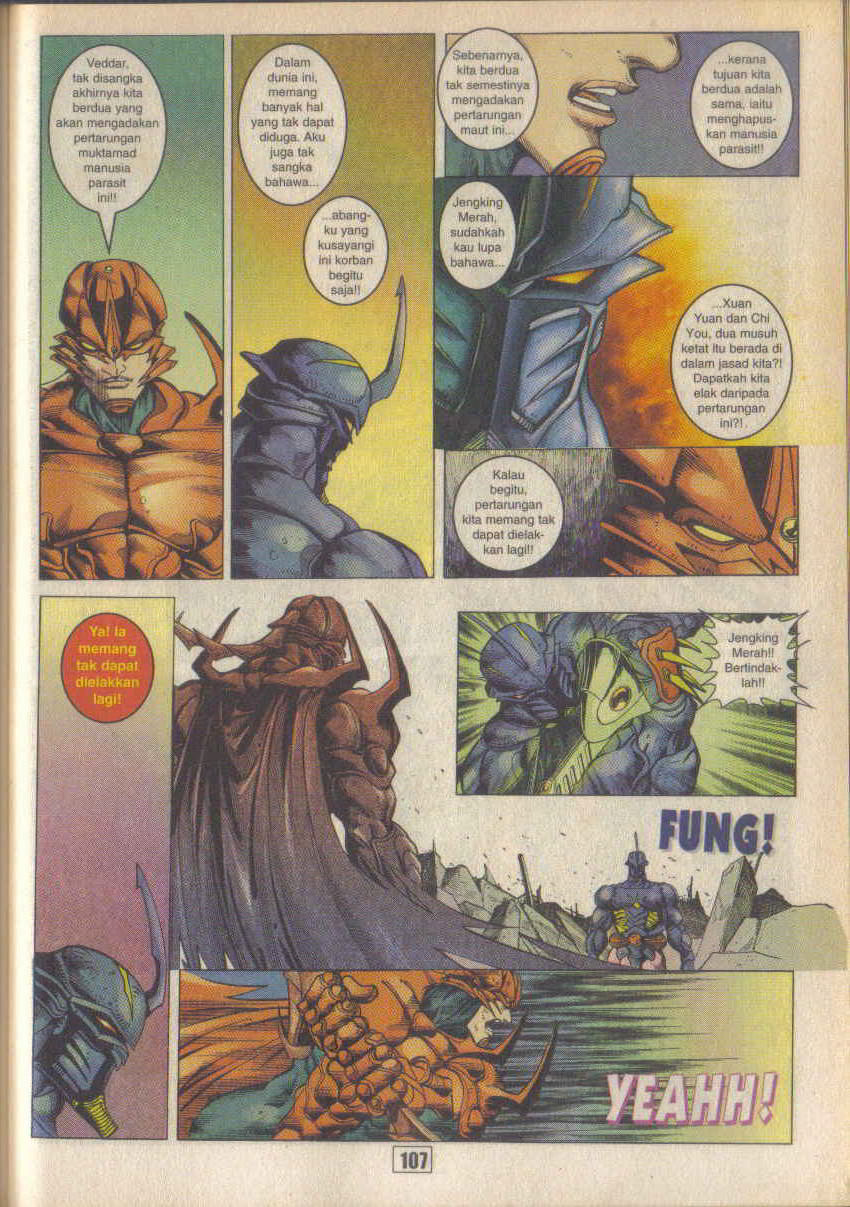 Veddar,
tak disangka
akhirnya kita
berdua yang
akan mengadakan
pertarungan
muktamad
manusia
parasit
ini!!
Dalam
dunia ini,
memang
banyak hal
yang tak dapat
diduga. Aku
juga tak
sangka
bahawa...
...abang-
ku yang
kusayangi
ini korban
begitu
saja!!
Sebenarnya,
kita berdua
tak semestinya
mengadakan
pertarungan
maut ini...
...kerana
tujuan kita
berdua adalah
sama, iaitu
menghapus-
kan manusia
parasit!!
Jengking
Merah,
sudahkah
kau lupa
bahawa...
...Xuan
Yuan dan Chi
You, dua musuh
ketat itu berada di
dalam jasad kita?!
Dapatkah kita
elak daripada
pertarungan
ini?!
Kalau
begitu,
pertarungan
kita memang tak
dapat dielak-
kan lagi!!
Ya! Ia
memang
tak dapat
dielakkan
lagi!
Jengking
Merah!!
Bertindak-
lah!!
FUNG!
YEAHH!
107